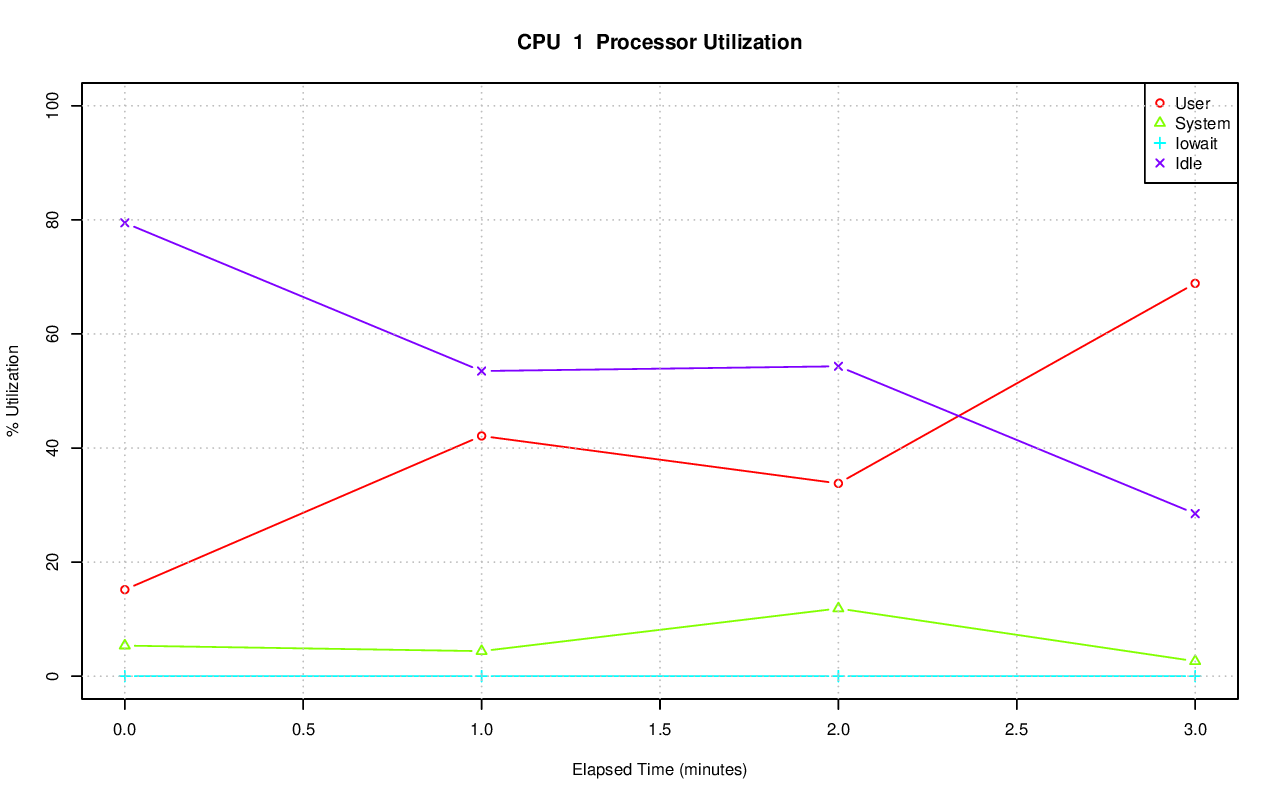 CPU  1  Processor Utilization
User
System
Iowait
Idle
% Utilization
100
80
60
40
20
0
0.0 0.5 1.0 1.5 2.0 2.5 3.0
Elapsed Time (minutes)